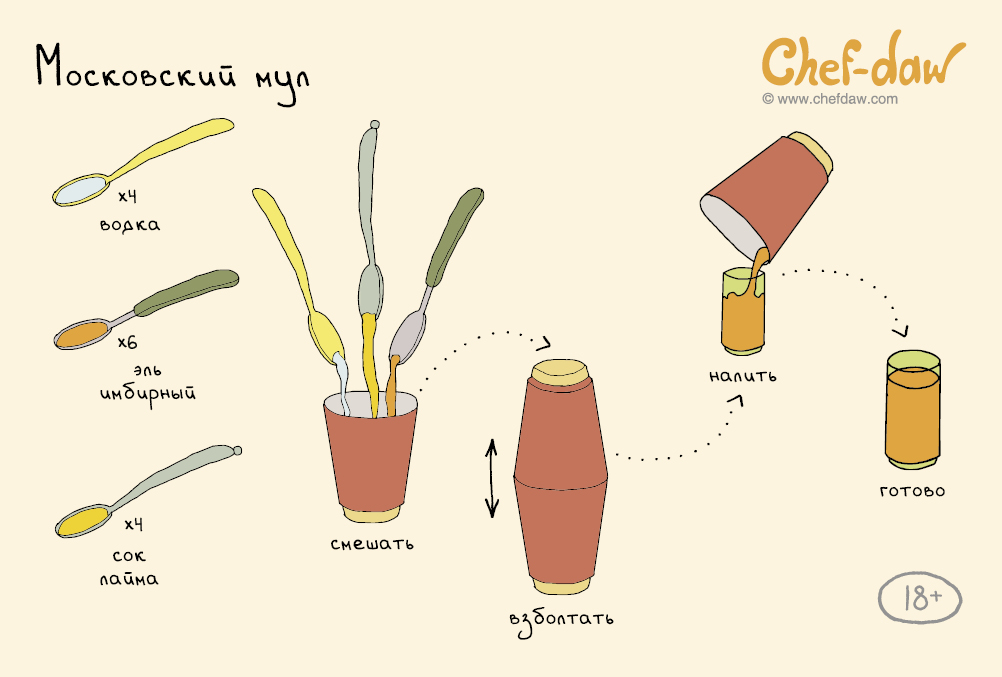 Московский мул
Chef-daw
© www.chefdaw.com
x4
водка
x6
эль
имбирный
x4
сок
лайма
смешать
взболтать
налить
готово
18+